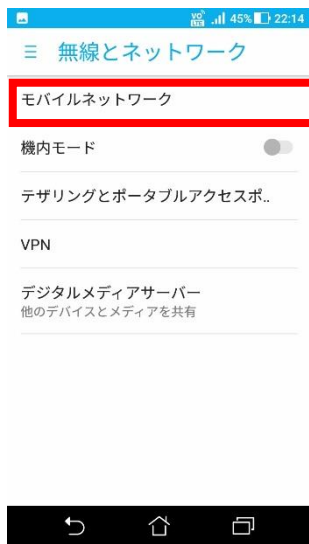 VoLTE 45% 22:14
無線とネットワーク
モバイルネットワーク
機内モード
テザリングとポータブルアクセスポ..
VPN
デジタルメディアサーバー
他のデバイスとメディアを共有